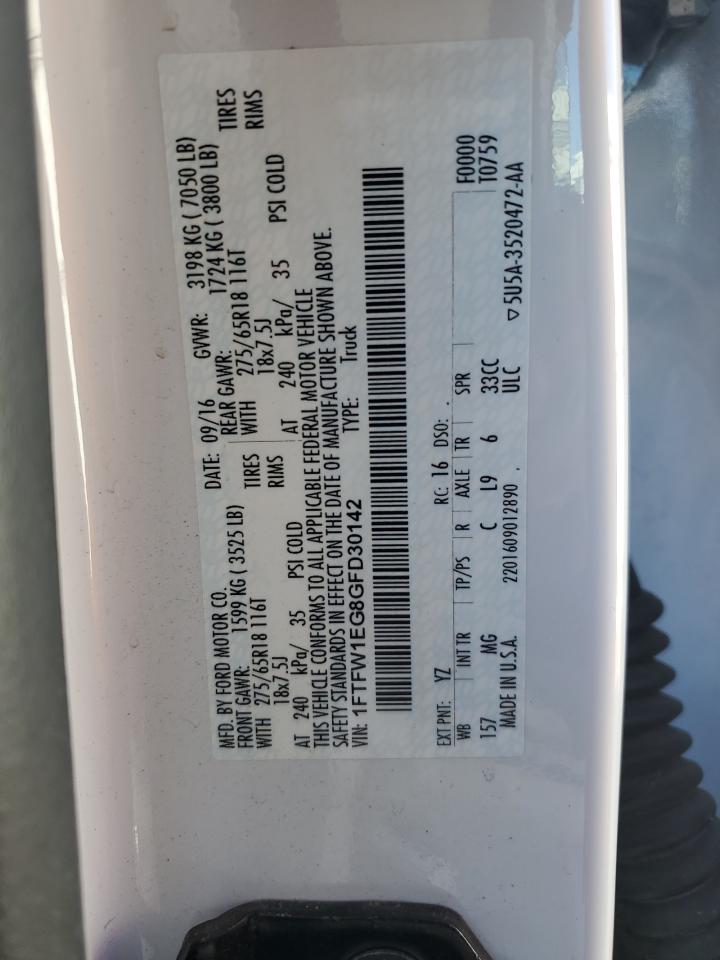 MFD. BY FORD MOTOR CO.
DATE: 09/16 GVWR: 3198 KG ( 7050 LB)
FRONT GAWR: 1599 KG ( 3525 LB) REAR GAWR: 1724 KG ( 3800 LB)
WITH 275/65R18 116T TIRES WITH 275/65R18 116T TIRES
18x7.5J RIMS 18x7.5J RIMS
AT 240 kPa/ 35 PSI COLD AT 240 kPa/ 35 PSI COLD
THIS VEHICLE CONFORMS TO ALL APPLICABLE FEDERAL MOTOR VEHICLE
SAFETY STANDARDS IN EFFECT ON THE DATE OF MANUFACTURE SHOWN ABOVE.
VIN: 1FTFW1EG8GFD30142 TYPE: Truck
EXT PNT: YZ RC: 16 DSO: . F0000
WB INT TR TP/PS R AXLE TR SPR T0759
157 MG C L9 6 33CC
MADE IN U.S.A. 2201609012890 . ULC ▽5U5A-3520472-AA